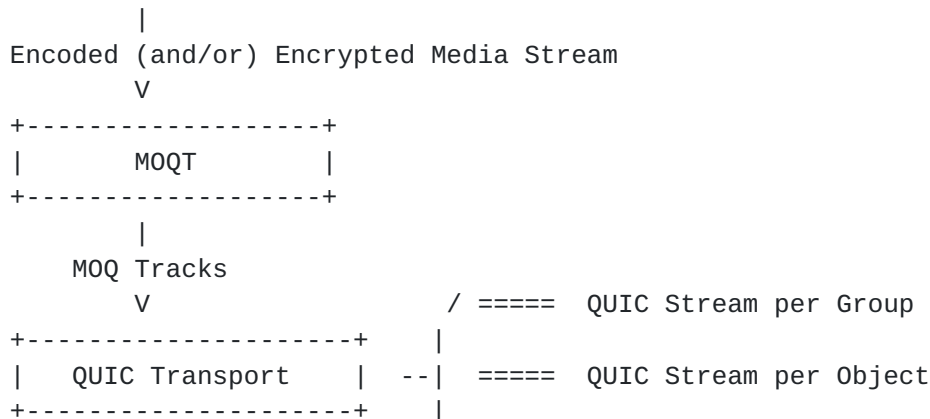 |
Encoded (and/or) Encrypted Media Stream
V
+-------------------+
|       MOQT        |
+-------------------+
|
MOQ Tracks
V                   / =====  QUIC Stream per Group
+---------------------+    |
|   QUIC Transport    |  --|  =====  QUIC Stream per Object
+---------------------+    |